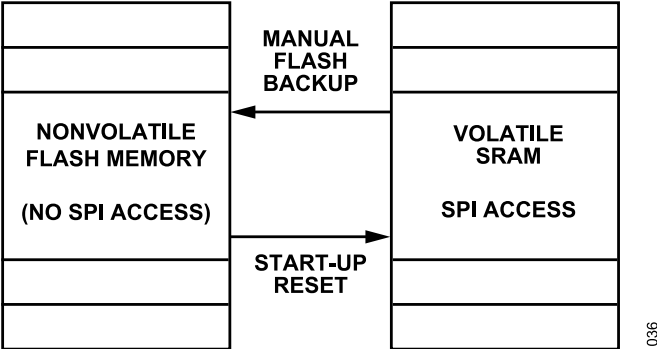 MANUAL
FLASH
BACKUP
NONVOLATILE
FLASH MEMORY
(NO SPI ACCESS)
VOLATILE
SRAM
SPI ACCESS
START-UP
RESET
036